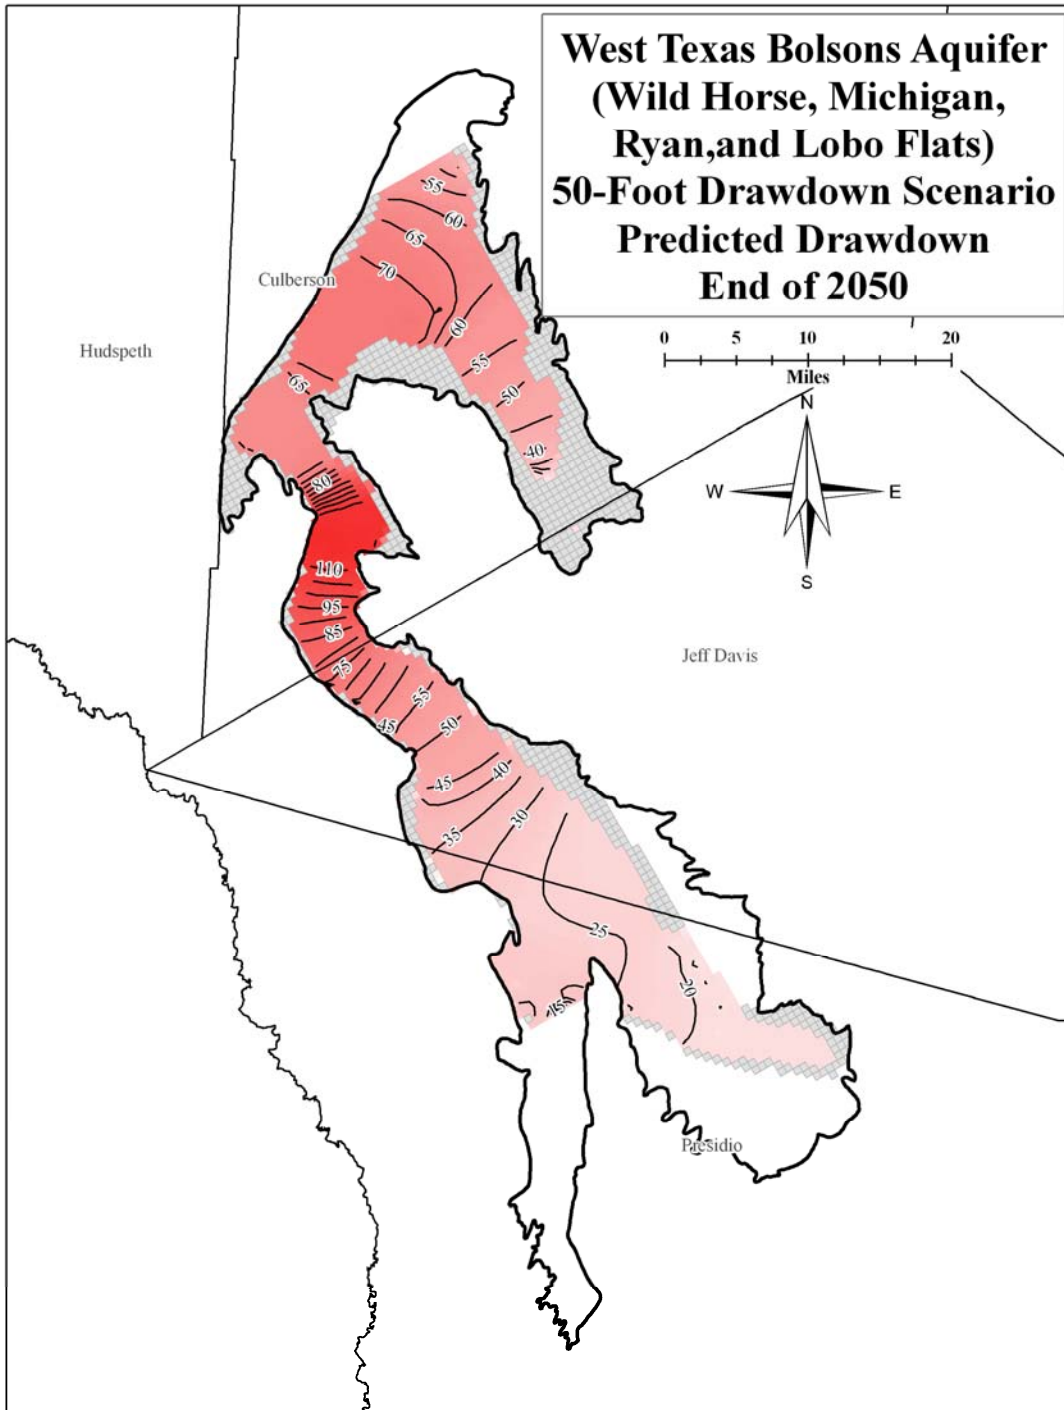 West Texas Bolsons Aquifer
(Wild Horse, Michigan,
Ryan,and Lobo Flats)
50-Foot Drawdown Scenario
Predicted Drawdown
End of 2050
0 5 10 20
Miles
N
W E
S
55
60
65
70
Culberson
60
Hudspeth
55
65
50
40
80
110
95
85
Jeff Davis
75
55
45
50
40
45
30
35
25
20
15
Presidio